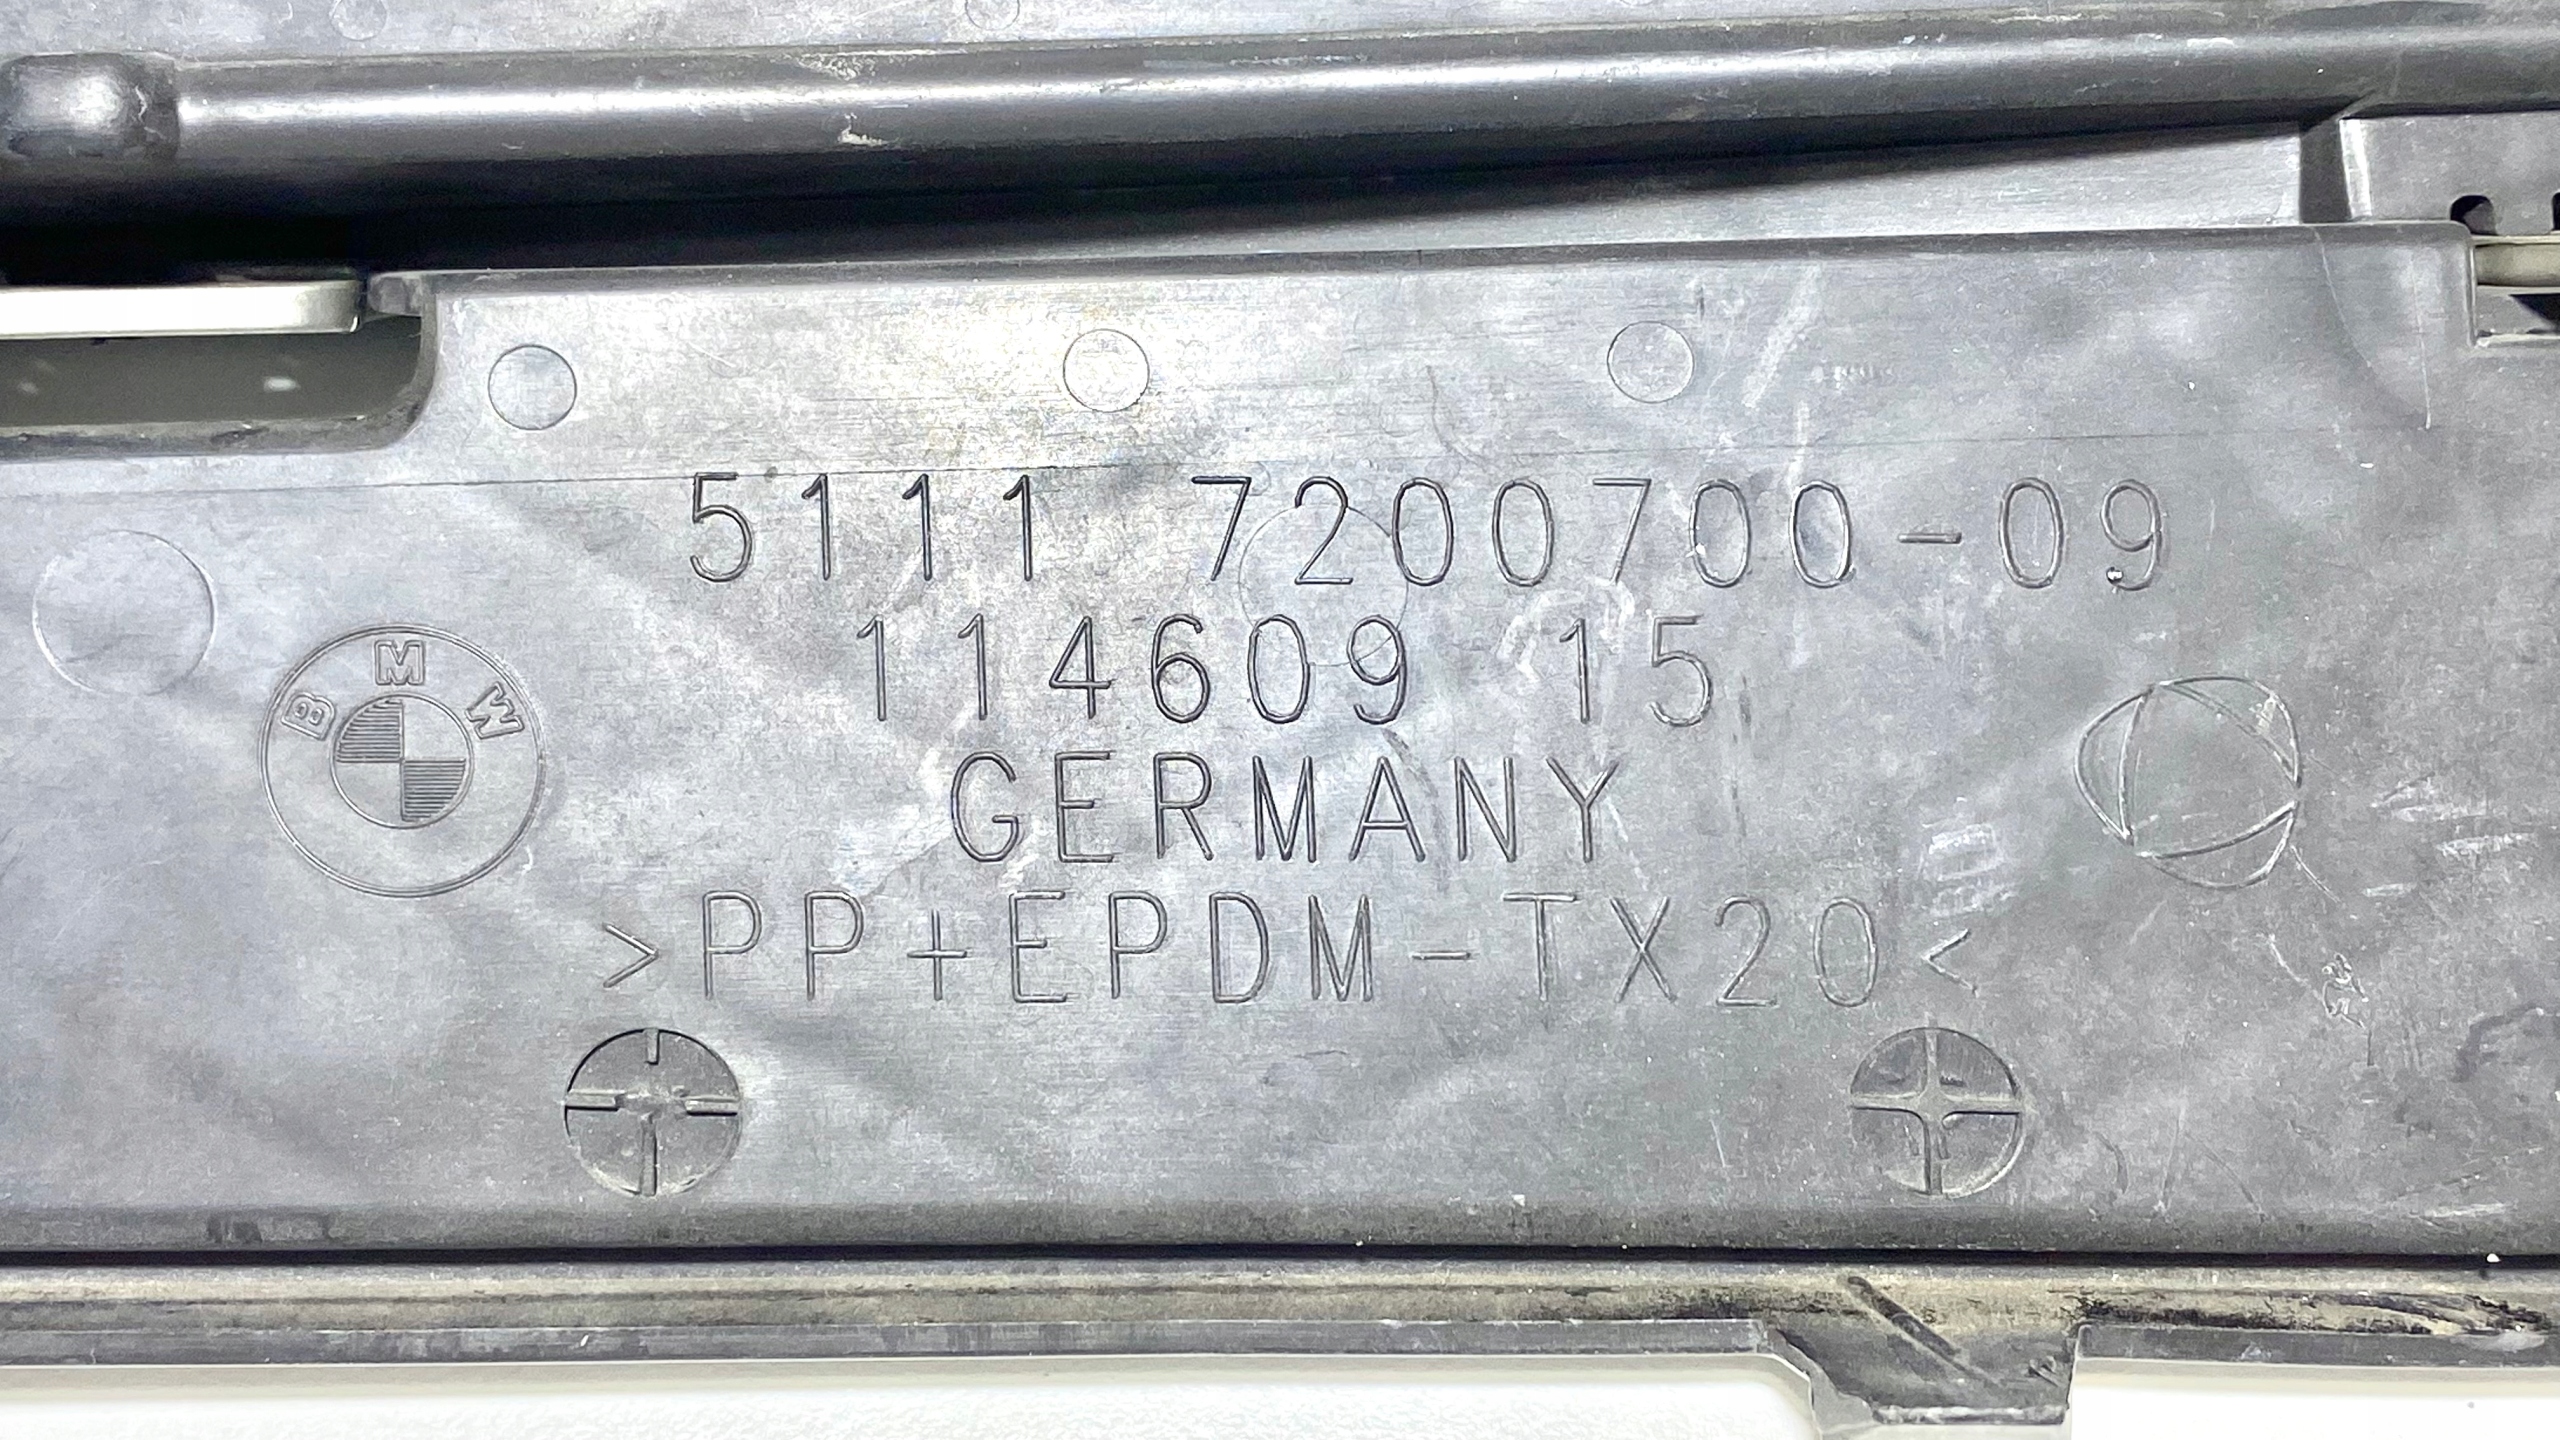 5111 7200700-09
114609 15
BMW
GERMANY
>PP+EPDM-TX20<